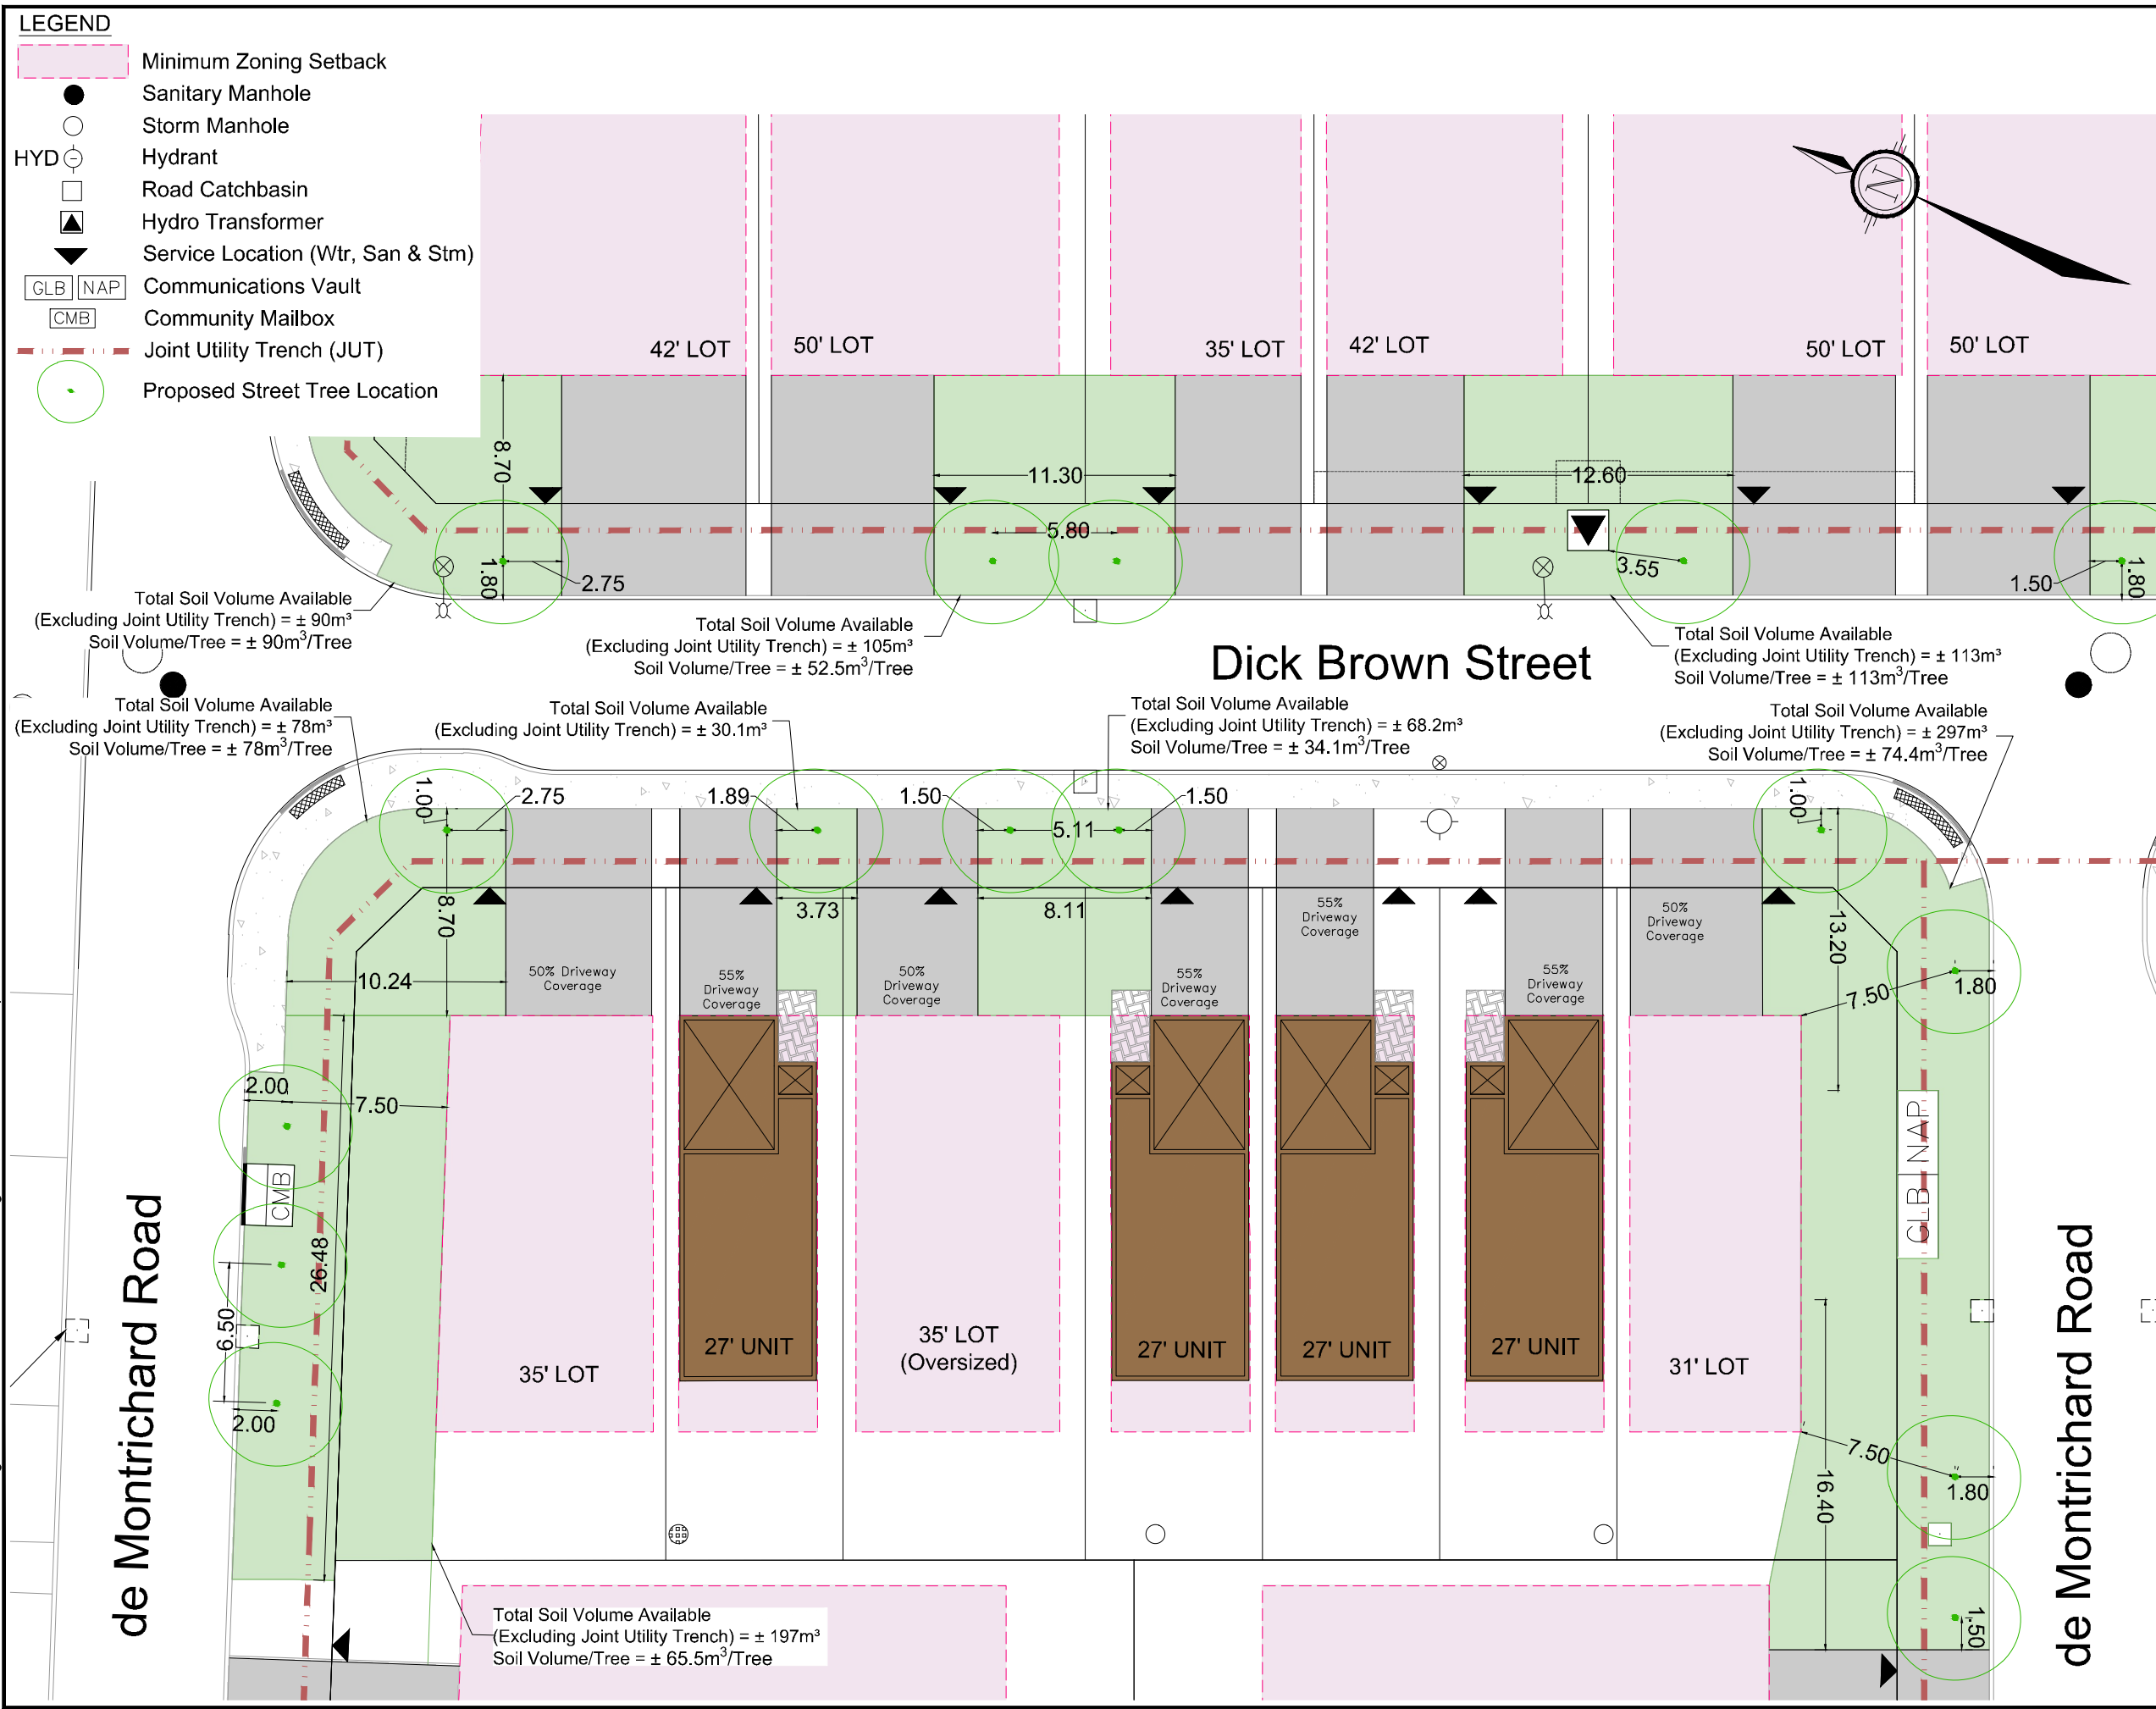 LEGEND
Minimum Zoning Setback
Sanitary Manhole
Storm Manhole
HYD Hydrant
Road Catchbasin
Hydro Transformer
Service Location (Wtr, San & Stm)
GLB NAP Communications Vault
CMB Community Mailbox
Joint Utility Trench (JUT)
Proposed Street Tree Location
N
42' LOT
50' LOT
35' LOT
42' LOT
50' LOT
50' LOT
8.70
11.30
12.60
5.80
3.55
1.80
2.75
1.50
1.80
Total Soil Volume Available
(Excluding Joint Utility Trench) = ± 90m³
Soil Volume/Tree = ± 90m³/Tree
Total Soil Volume Available
(Excluding Joint Utility Trench) = ± 105m³
Soil Volume/Tree = ± 52.5m³/Tree
Dick Brown Street
Total Soil Volume Available
(Excluding Joint Utility Trench) = ± 113m³
Soil Volume/Tree = ± 113m³/Tree
Total Soil Volume Available
(Excluding Joint Utility Trench) = ± 78m³
Soil Volume/Tree = ± 78m³/Tree
Total Soil Volume Available
(Excluding Joint Utility Trench) = ± 30.1m³
Total Soil Volume Available
(Excluding Joint Utility Trench) = ± 68.2m³
Soil Volume/Tree = ± 34.1m³/Tree
Total Soil Volume Available
(Excluding Joint Utility Trench) = ± 297m³
Soil Volume/Tree = ± 74.4m³/Tree
1.00
2.75
1.89
1.50
5.11
1.50
1.00
8.70
3.73
8.11
13.20
10.24
50% Driveway
Coverage
55%
Driveway
Coverage
50%
Driveway
Coverage
55%
Driveway
Coverage
55%
Driveway
Coverage
55%
Driveway
Coverage
50%
Driveway
Coverage
7.50
1.80
2.00
7.50
CMB
26.48
6.50
2.00
GLB NAP
de Montrichard Road
35' LOT
27' UNIT
35' LOT
(Oversized)
27' UNIT
27' UNIT
27' UNIT
31' LOT
7.50
1.80
16.40
1.50
de Montrichard Road
Total Soil Volume Available
(Excluding Joint Utility Trench) = ± 197m³
Soil Volume/Tree = ± 65.5m³/Tree